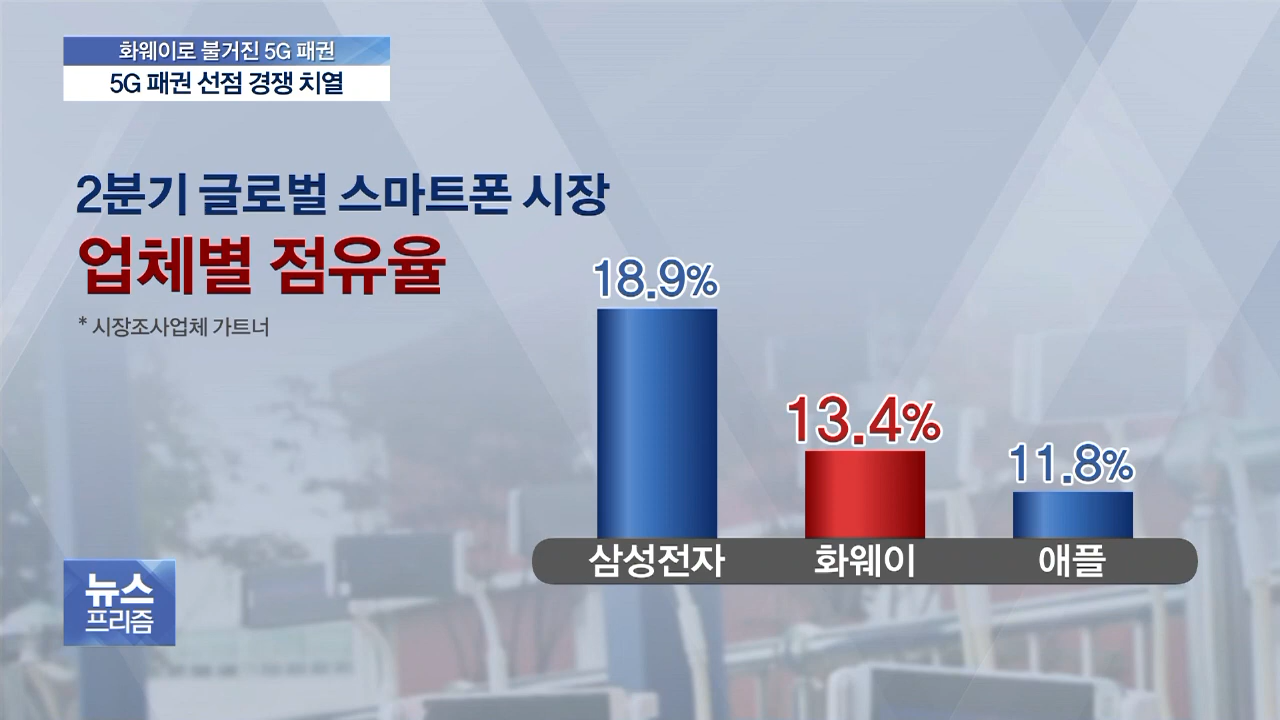 화웨이로 불거진 5G 패권
5G 패권 선점 경쟁 치열
2분기 글로벌 스마트폰 시장
업체별 점유율
* 시장조사업체 가트너
18.9%
13.4%
11.8%
삼성전자
화웨이
애플
뉴스
프리즘